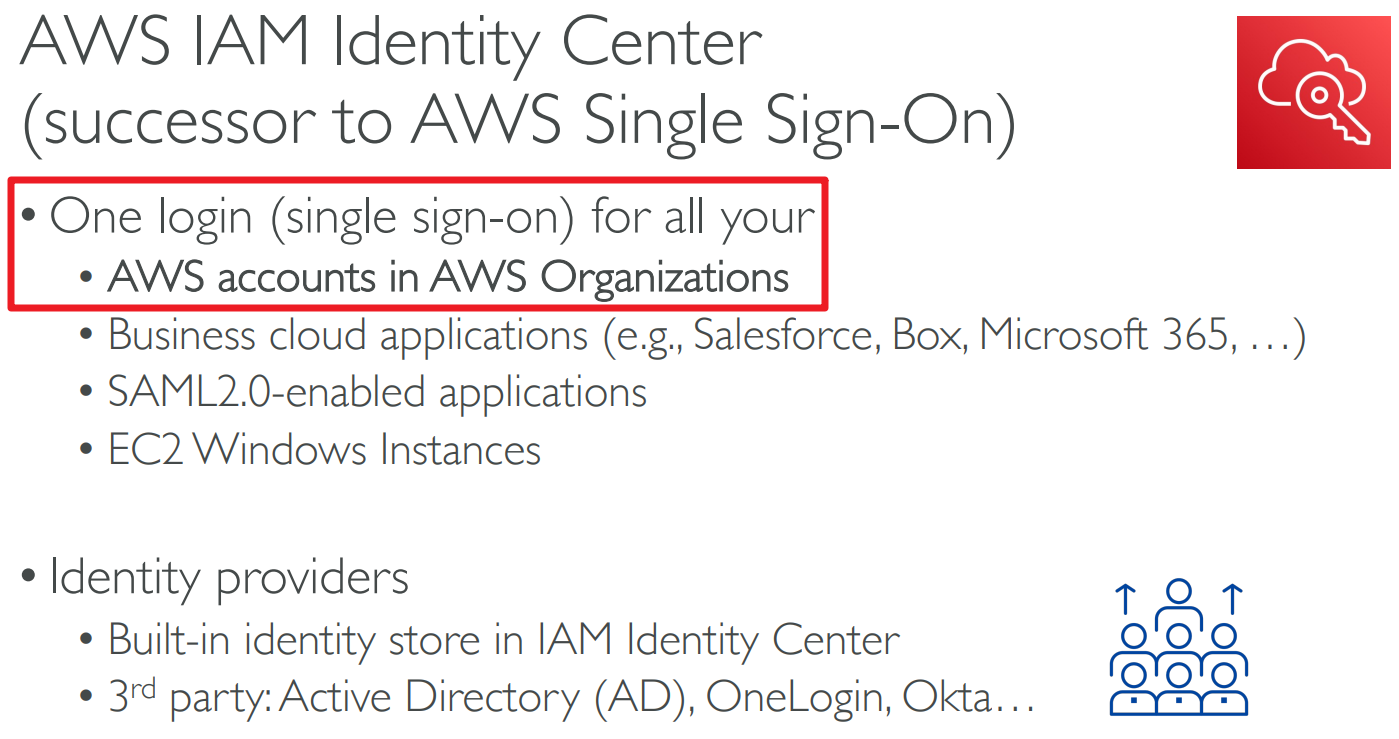 AWS IAM Identity Center
(successor to AWS Single Sign-On)
• One login (single sign-on) for all your
• AWS accounts in AWS Organizations
• Business cloud applications (e.g., Salesforce, Box, Microsoft 365, …)
• SAML2.0-enabled applications
• EC2 Windows Instances
• Identity providers
• Built-in identity store in IAM Identity Center
• 3rd party: Active Directory (AD), OneLogin, Okta…